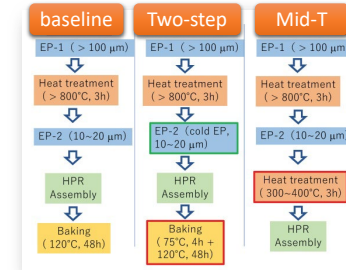 baseline
Two-step
Mid-T
EP-1 (> 100 μm)
EP-1 (> 100 μm)
EP-1 (> 100 μm)
Heat treatment
(> 800°C, 3h)
Heat treatment
(> 800°C, 3h)
Heat treatment
(> 800°C, 3h)
EP-2 (10~20 μm)
EP-2 (cold EP,
10~20 μm)
EP-2 (10~20 μm)
HPR
Assembly
HPR
Assembly
Heat treatment
(300~400°C, 3h)
Baking
(120°C, 48h)
Baking
(75°C, 4h +
120°C, 48h)
HPR
Assembly